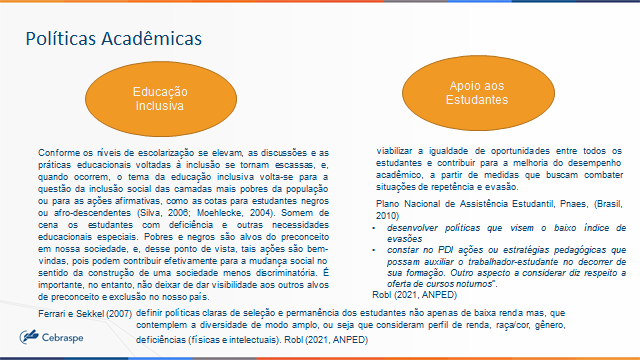 Políticas Acadêmicas
Educação
Inclusiva
Conforme os níveis de escolarização se elevam, as discussões e as
práticas educacionais voltadas à inclusão se tornam escassas, e,
quando ocorrem, o tema da educação inclusiva volta-se para a
questão da inclusão social das camadas mais pobres da população
ou para as ações afirmativas, como as cotas para estudantes negros
ou afro-descendentes (Silva, 2006; Moehlecke, 2004). Somem de
cena os estudantes com deficiência e outras necessidades
educacionais especiais. Pobres e negros são alvos do preconceito
em nossa sociedade, e, desse ponto de vista, tais ações são bem-
vindas, pois podem contribuir efetivamente para a mudança social no
sentido da construção de uma sociedade menos discriminatória. É
importante, no entanto, não deixar de dar visibilidade aos outros alvos
de preconceito e exclusão no nosso país.
Ferrari e Sekkel (2007)
Apoio aos
Estudantes
viabilizar a igualdade de oportunidades entre todos os
estudantes e contribuir para a melhoria do desempenho
acadêmico, a partir de medidas que buscam combater
situações de repetência e evasão.
Plano Nacional de Assistência Estudantil, Pnaes, (Brasil,
2010)
• desenvolver políticas que visem o baixo índice de
evasões
• constar no PDI ações ou estratégias pedagógicas que
possam auxiliar o trabalhador-estudante no decorrer de
sua formação. Outro aspecto a considerar diz respeito a
oferta de cursos noturnos”.
Robl (2021, ANPED)
definir políticas claras de seleção e permanência dos estudantes não apenas de baixa renda mas, que
contemplem a diversidade de modo amplo, ou seja que consideram perfil de renda, raça/cor, gênero,
deficiências (físicas e intelectuais). Robl (2021, ANPED)
Cebraspe